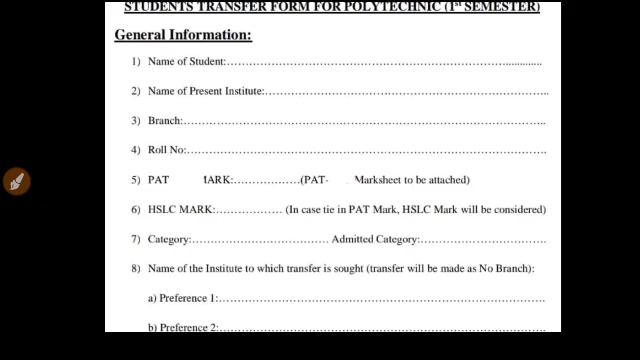 STUDENTS TRANSFER FORM FOR POLYTECHNIC (1st SEMESTER)
General Information:
1) Name of Student:…………………………………………………………………............
2) Name of Present Institute:…………………………………………………………………..
3) Branch:……………………………………………………………………………………..
4) Roll No:…………………………………………………………………………………….
5) PAT MARK:……………….(PAT- Marksheet to be attached)
6) HSLC MARK:……………… (In case tie in PAT Mark, HSLC Mark will be considered)
7) Category:……………………………… Admitted Category:…………………………….
8) Name of the Institute to which transfer is sought (transfer will be made as No Branch):
a) Preference 1:…………………………………………………………………………….
b) Preference 2:…………………………………………………………………………….